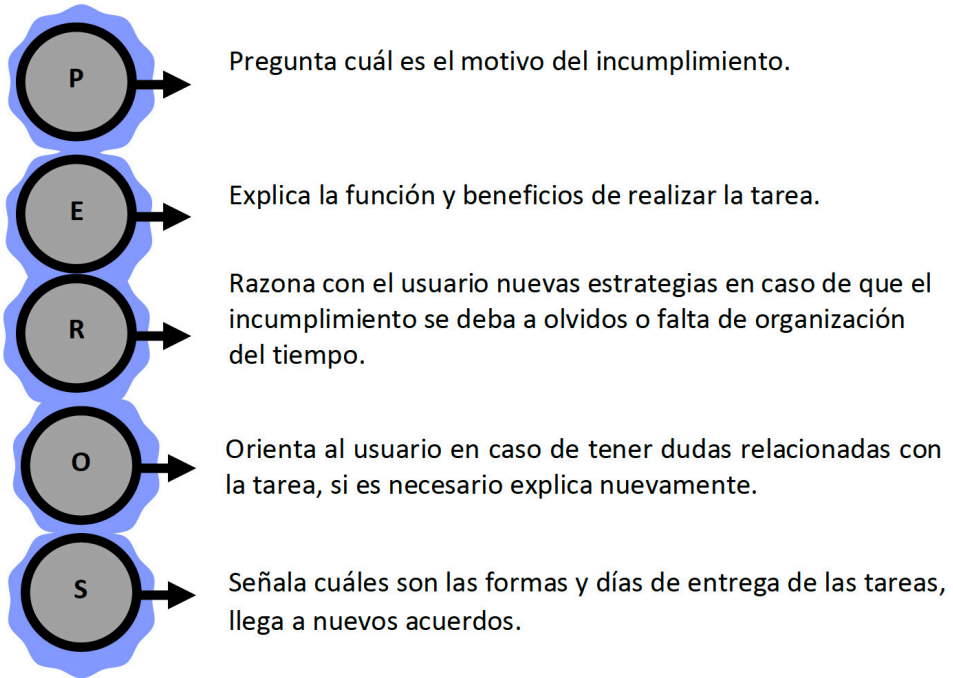 P
Pregunta cuál es el motivo del incumplimiento.
E
Explica la función y beneficios de realizar la tarea.
R
Razona con el usuario nuevas estrategias en caso de que el
incumplimiento se deba a olvidos o falta de organización
del tiempo.
O
Orienta al usuario en caso de tener dudas relacionadas con
la tarea, si es necesario explica nuevamente.
S
Señala cuáles son las formas y días de entrega de las tareas,
llega a nuevos acuerdos.